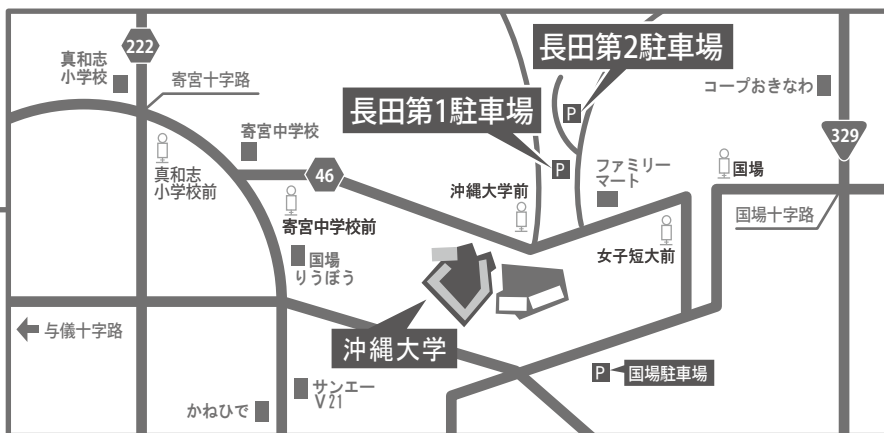 222
真和志
小学校
寄宮十字路
長田第2駐車場
P
コープおきなわ
長田第1駐車場
P
寄宮中学校
329
真和志
小学校前
46
沖縄大学前
ファミリー
マート
国場
寄宮中学校前
国場十字路
国場
りうぼう
女子短大前
与儀十字路
沖縄大学
P
国場駐車場
サンエー
V21
かねひで